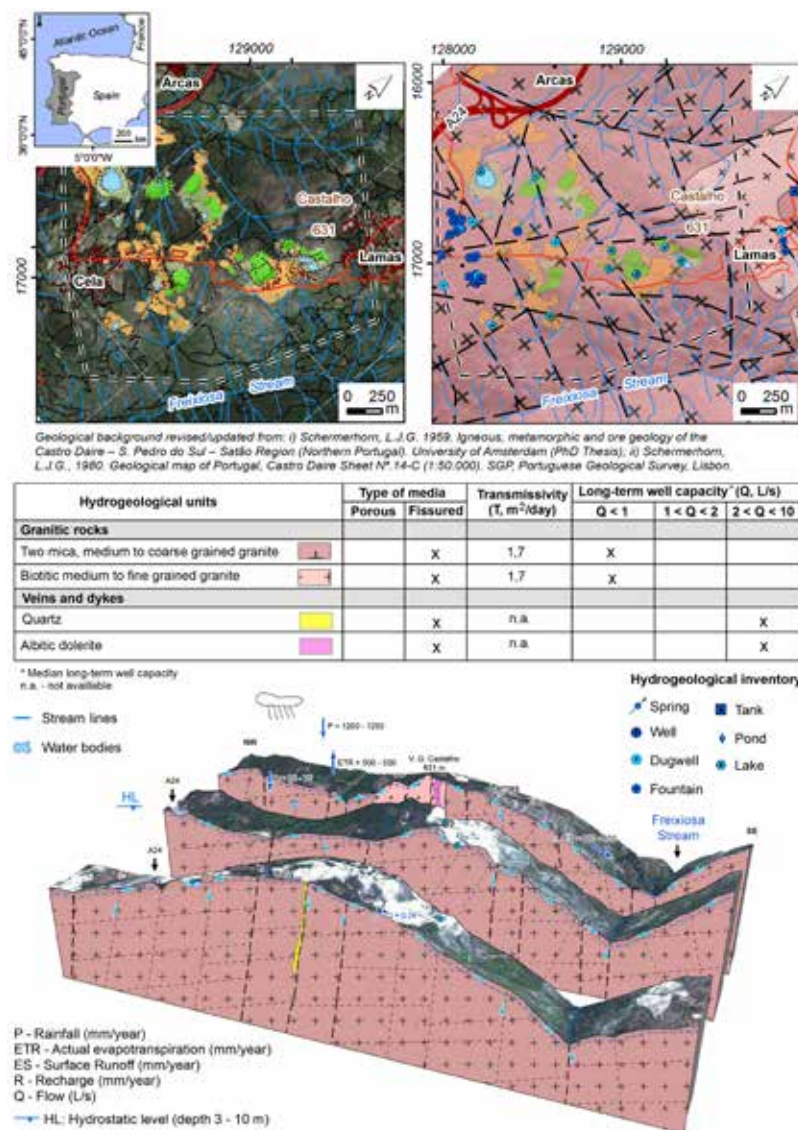 129000
128000
129000
45°0'0"N
36°0'0"N
5°0'0"W
Atlantic Ocean
France
Portugal
Spain
200
km
Arcas
Castalho
631
Lamas
Cela
17000
Freixiosa Stream
0 250
m
16000
17000
A24
Arcas
Castalho
631
Lamas
Freixiosa Stream
0 250
m
Geological background revised/updated from: i) Schermerhorn, L.J.G. 1959. Igneous, metamorphic and ore geology of the
Castro Daire – S. Pedro do Sul – Satão Region (Northern Portugal). University of Amsterdam (PhD Thesis); ii) Schermerhorn,
L.J.G., 1980. Geological map of Portugal, Castro Daire Sheet Nº 14-C (1:50.000). SGP, Portuguese Geological Survey, Lisbon.
Hydrogeological units Type of media Transmissivity Long-term well capacity* (Q, L/s)
Porous Fissured (T, m²/day) Q < 1 1 < Q < 2 2 < Q < 10
Granitic rocks
Two mica, medium to coarse grained granite x 1,7 x
Biotitic medium to fine grained granite x 1,7 x
Veins and dykes
Quartz x n.a. x
Albitic dolerite x n.a. x
* Median long-term well capacity
n.a. - not available
Stream lines
Water bodies
Hydrogeological inventory
Spring Tank
Well Pond
Dugwell Lake
Fountain
P = 1200 - 1250
NW
V. G. Castalho
631 m
A24
HL
A24
Freixiosa
Stream
SE
P - Rainfall (mm/year)
ETR - Actual evapotranspiration (mm/year)
ES - Surface Runoff (mm/year)
R - Recharge (mm/year)
Q - Flow (L/s)
HL: Hydrostatic level (depth 3 - 10 m)